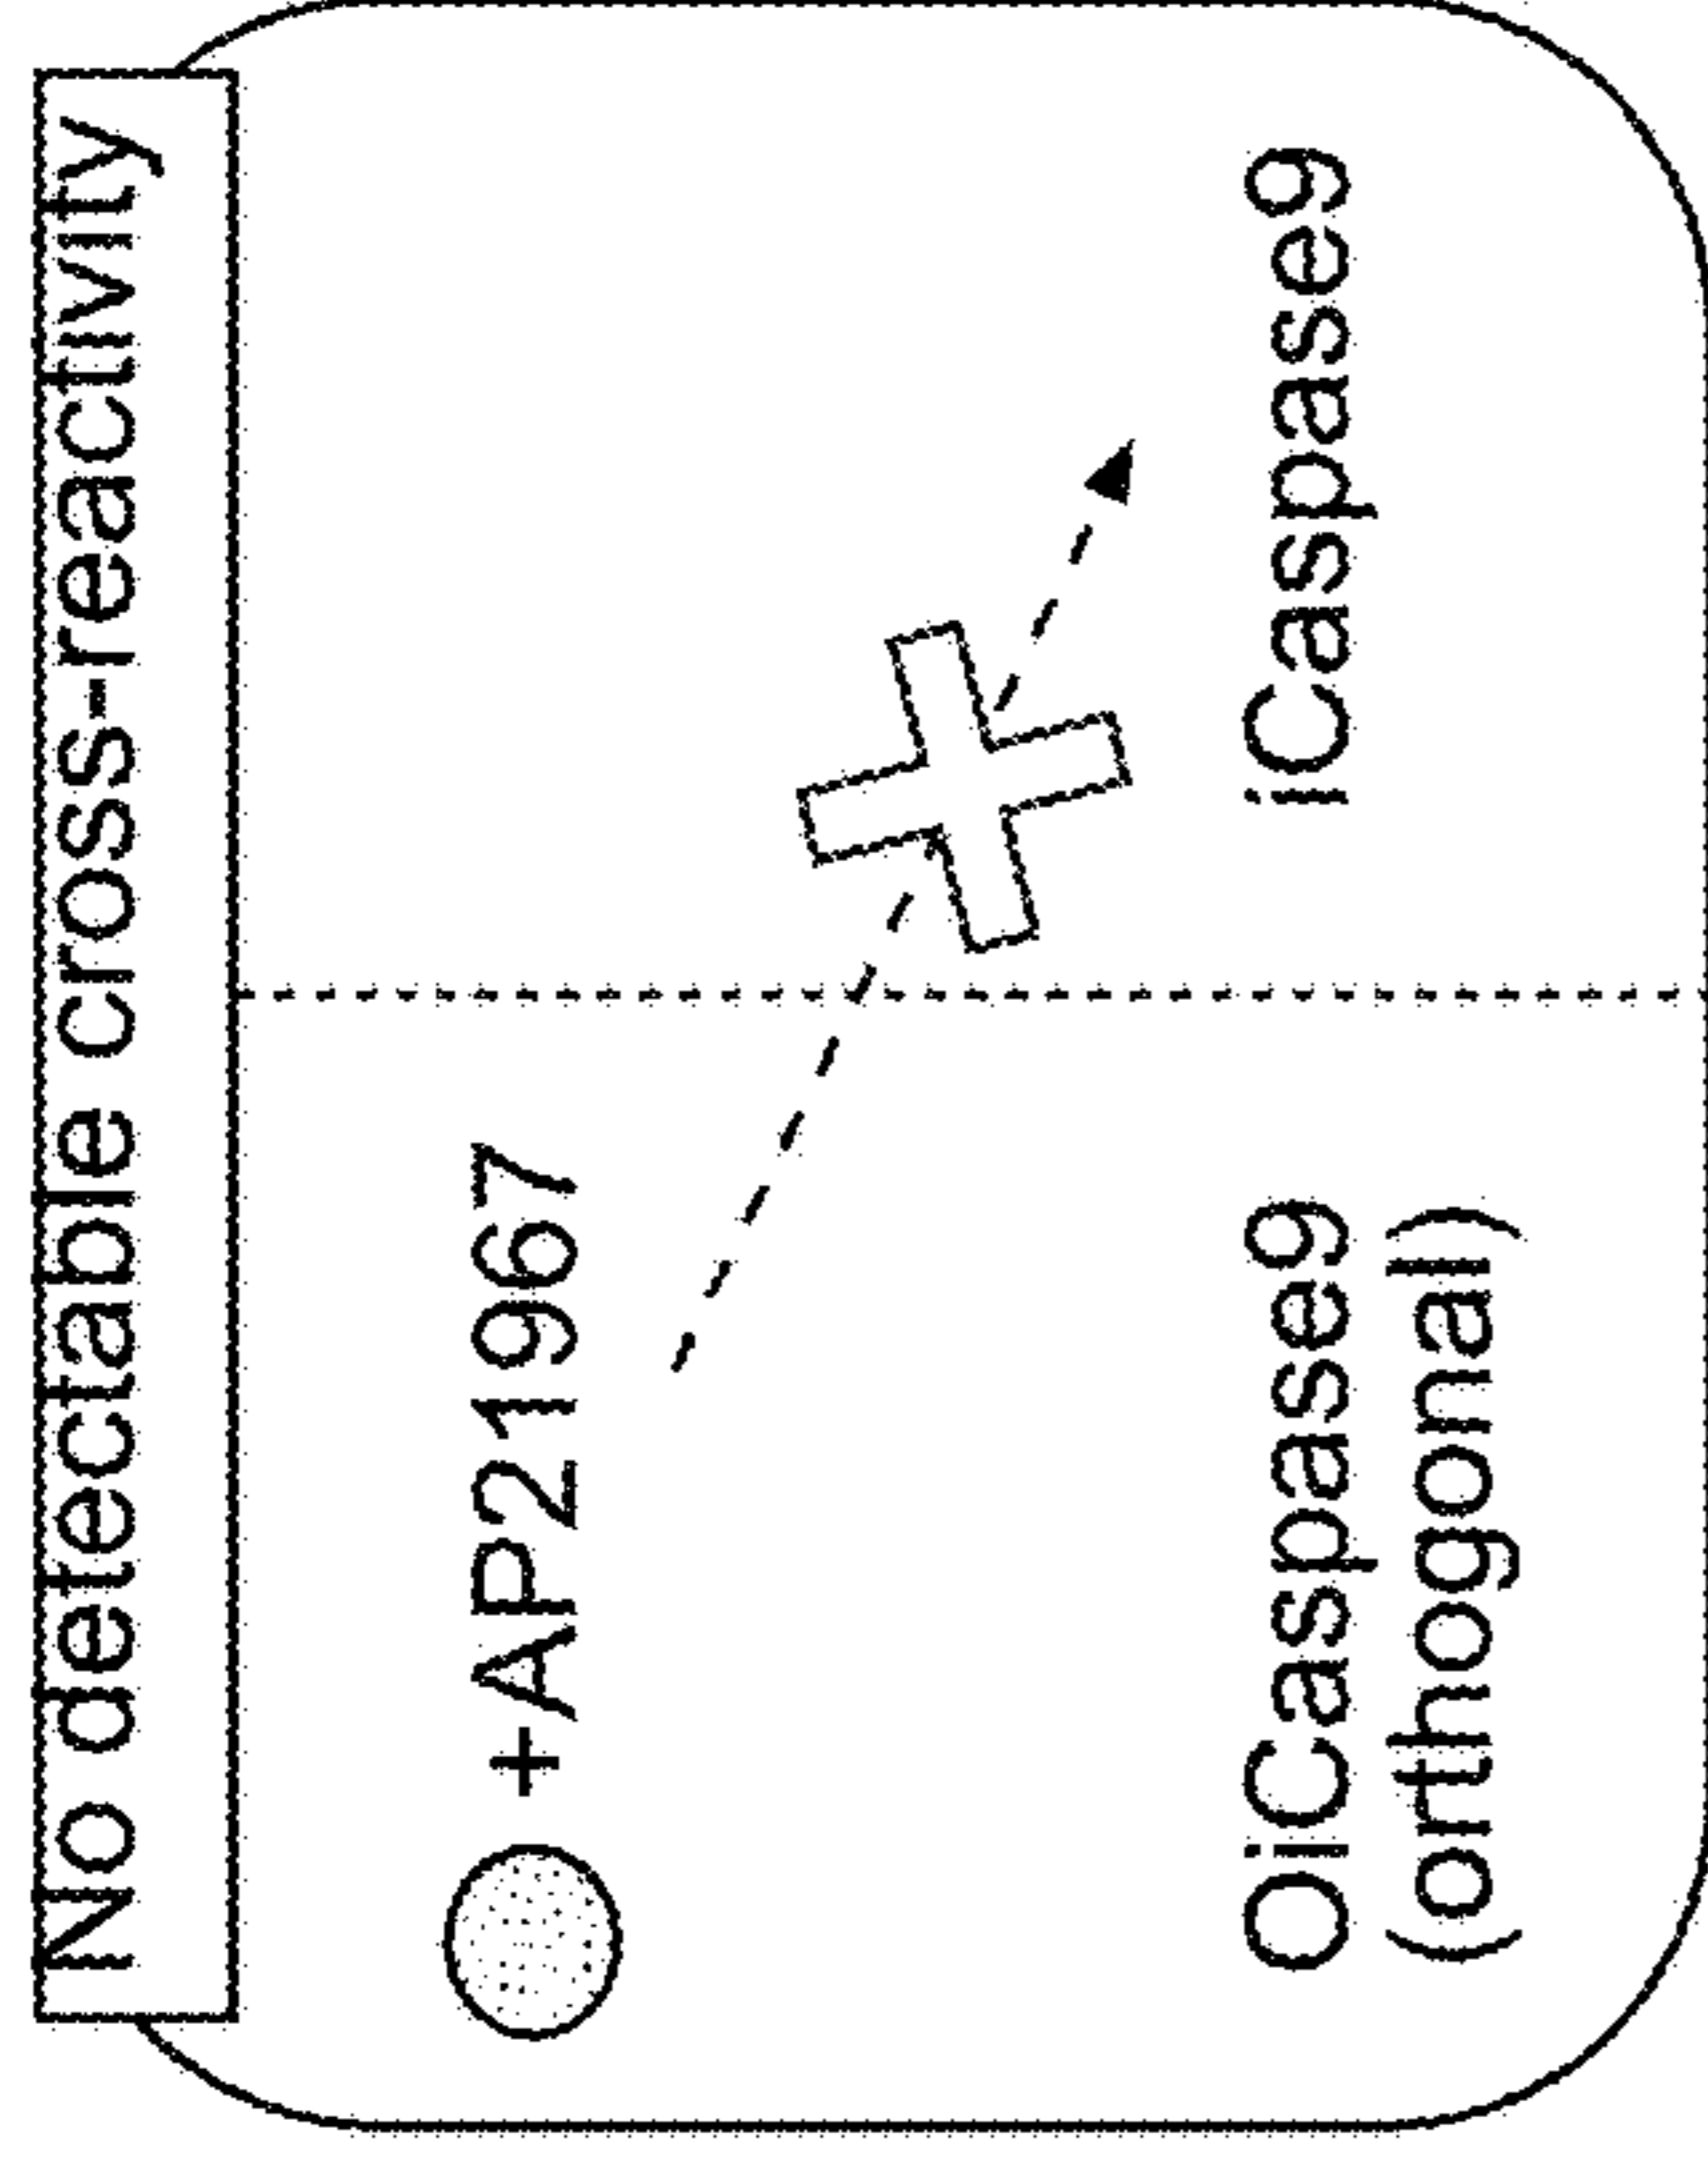 No detectable cross-reactivity
+AP21967
OiCaspase9
(orthogonal)
iCaspase9